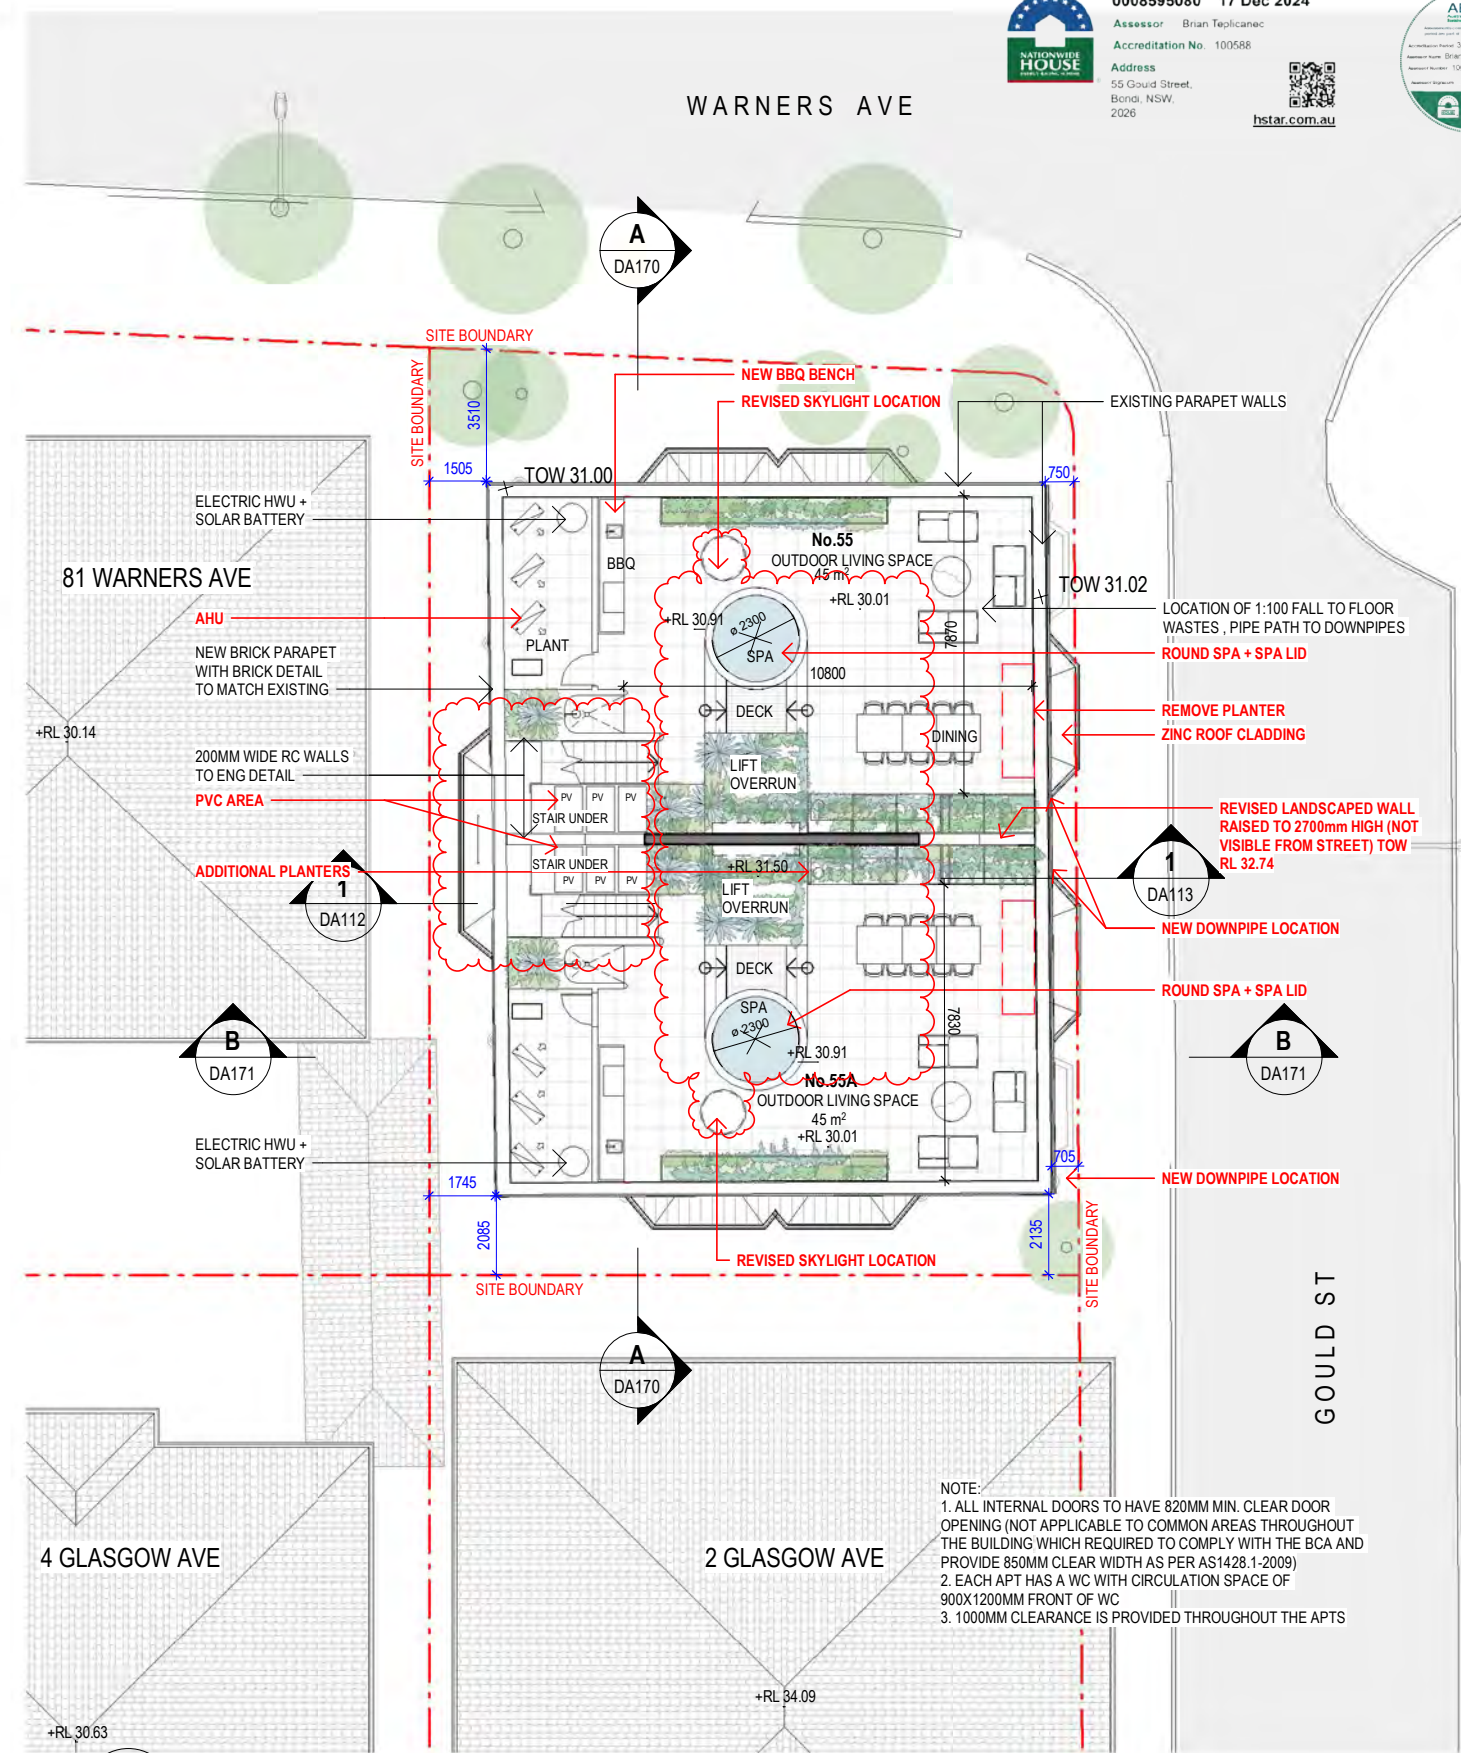 0008595080 17 Dec 2024
Assessor Brian Teplicanec
Accreditation No. 100588
Address
55 Gould Street,
Bondi, NSW,
2026
hstar.com.au
NATIONWIDE
HOUSE
WARNERS AVE
A
DA170
SITE BOUNDARY
SITE BOUNDARY
3510
1505
NEW BBQ BENCH
REVISED SKYLIGHT LOCATION
EXISTING PARAPET WALLS
750
TOW 31.00
ELECTRIC HWU +
SOLAR BATTERY
No.55
OUTDOOR LIVING SPACE
45 m²
BBQ
81 WARNERS AVE
TOW 31.02
+RL 30.01
+RL 30.91
LOCATION OF 1:100 FALL TO FLOOR
WASTES , PIPE PATH TO DOWNPIPES
AHU
ø 2300
SPA
7870
PLANT
ROUND SPA + SPA LID
NEW BRICK PARAPET
WITH BRICK DETAIL
TO MATCH EXISTING
10800
DECK
REMOVE PLANTER
+RL 30.14
DINING
ZINC ROOF CLADDING
200MM WIDE RC WALLS
TO ENG DETAIL
LIFT
OVERRUN
PVC AREA
PV PV PV
STAIR UNDER
REVISED LANDSCAPED WALL
RAISED TO 2700mm HIGH (NOT
VISIBLE FROM STREET) TOW
RL 32.74
STAIR UNDER
+RL 31.50
ADDITIONAL PLANTERS
PV PV PV
1
DA112
LIFT
OVERRUN
1
DA113
NEW DOWNPIPE LOCATION
DECK
ROUND SPA + SPA LID
SPA
ø 2300
7830
B
DA171
+RL 30.91
B
DA171
No.55A
OUTDOOR LIVING SPACE
45 m²
+RL 30.01
ELECTRIC HWU +
SOLAR BATTERY
705
1745
NEW DOWNPIPE LOCATION
2085
2135
SITE BOUNDARY
REVISED SKYLIGHT LOCATION
SITE BOUNDARY
GOULD ST
A
DA170
NOTE:
1. ALL INTERNAL DOORS TO HAVE 820MM MIN. CLEAR DOOR
OPENING (NOT APPLICABLE TO COMMON AREAS THROUGHOUT
THE BUILDING WHICH REQUIRED TO COMPLY WITH THE BCA AND
PROVIDE 850MM CLEAR WIDTH AS PER AS1428.1-2009)
2. EACH APT HAS A WC WITH CIRCULATION SPACE OF
900X1200MM FRONT OF WC
3. 1000MM CLEARANCE IS PROVIDED THROUGHOUT THE APTS
4 GLASGOW AVE
2 GLASGOW AVE
+RL 34.09
+RL 30.63